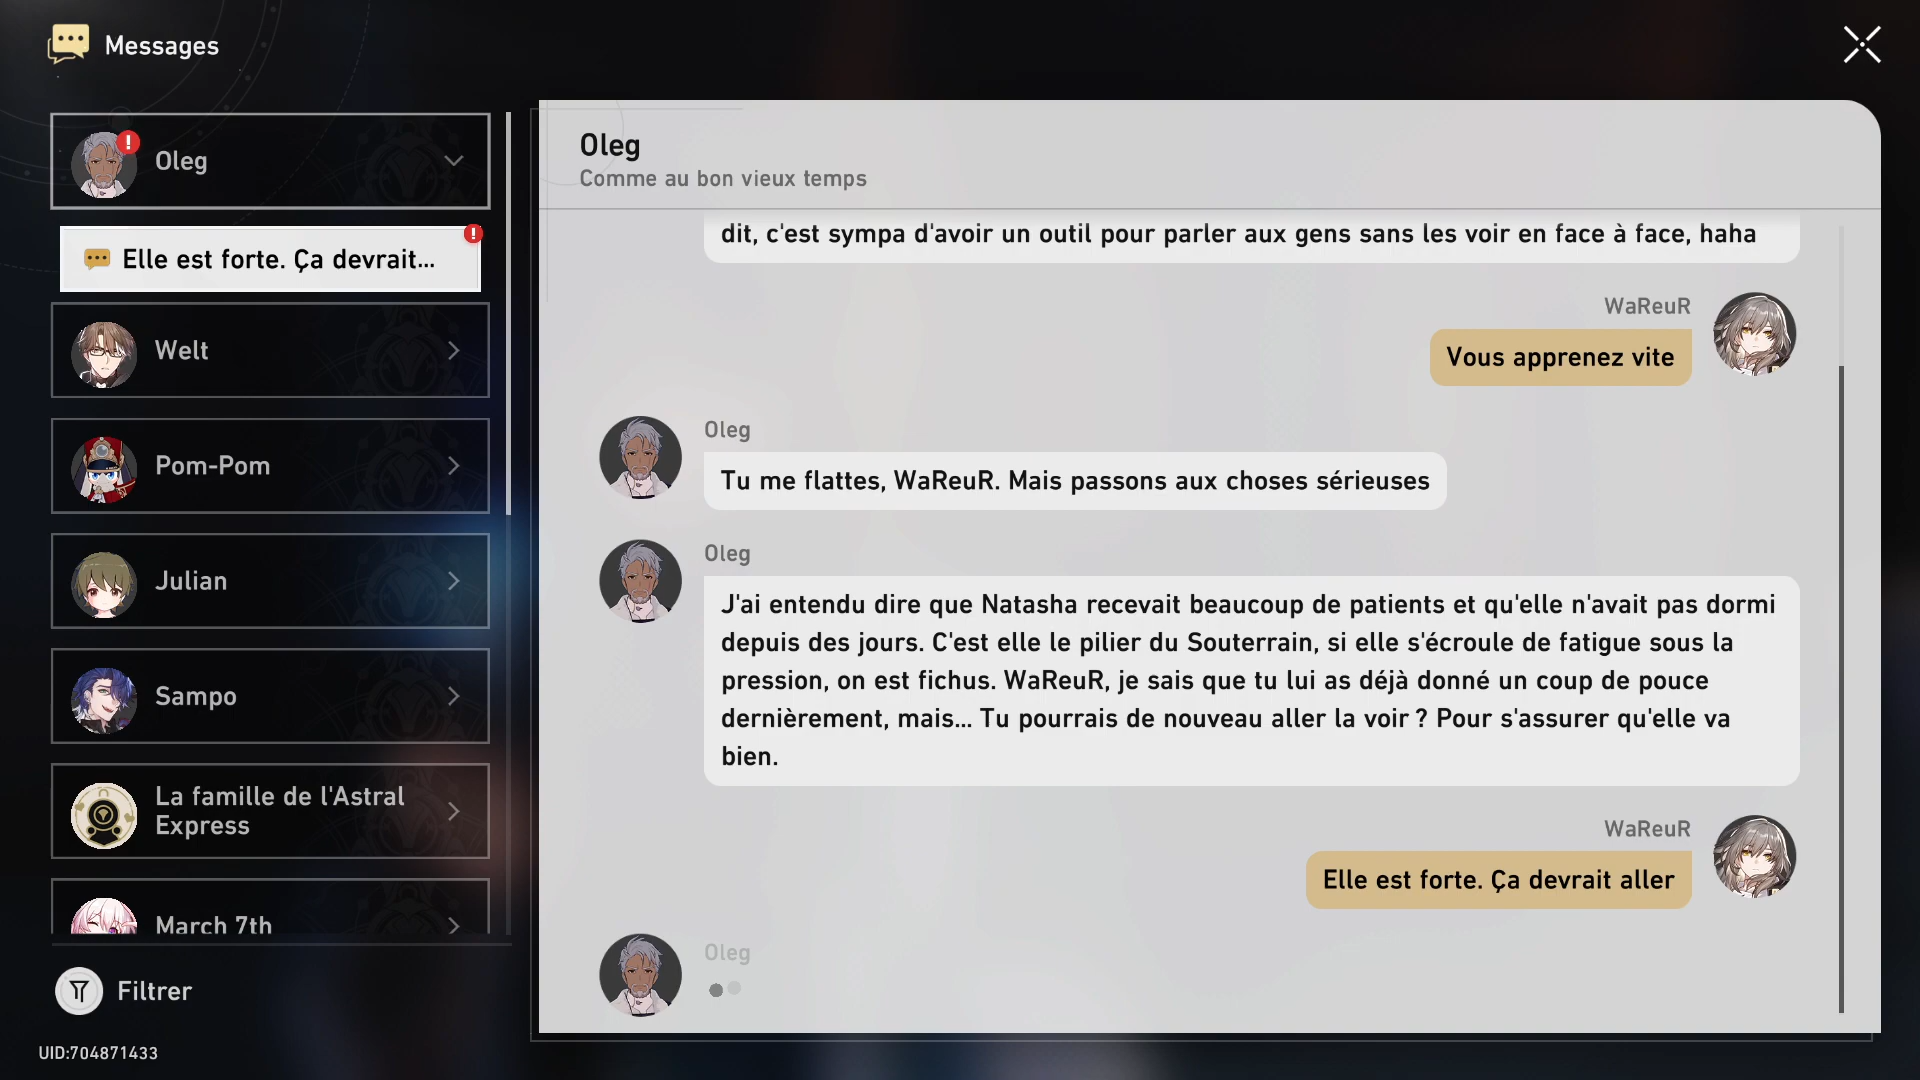 Messages
Oleg
Elle est forte. Ça devrait...
Welt
Pom-Pom
Julian
Sampo
La famille de l'Astral
Express
March 7th
Filtrer
UID:704871433
Oleg
Comme au bon vieux temps
dit, c'est sympa d'avoir un outil pour parler aux gens sans les voir en face à face, haha
WaReuR
Vous apprenez vite
Oleg
Tu me flattes, WaReuR. Mais passons aux choses sérieuses
Oleg
J'ai entendu dire que Natasha recevait beaucoup de patients et qu'elle n'avait pas dormi
depuis des jours. C'est elle le pilier du Souterrain, si elle s'écroule de fatigue sous la
pression, on est fichus. WaReuR, je sais que tu lui as déjà donné un coup de pouce
dernièrement, mais... Tu pourrais de nouveau aller la voir ? Pour s'assurer qu'elle va
bien.
WaReuR
Elle est forte. Ça devrait aller
Oleg